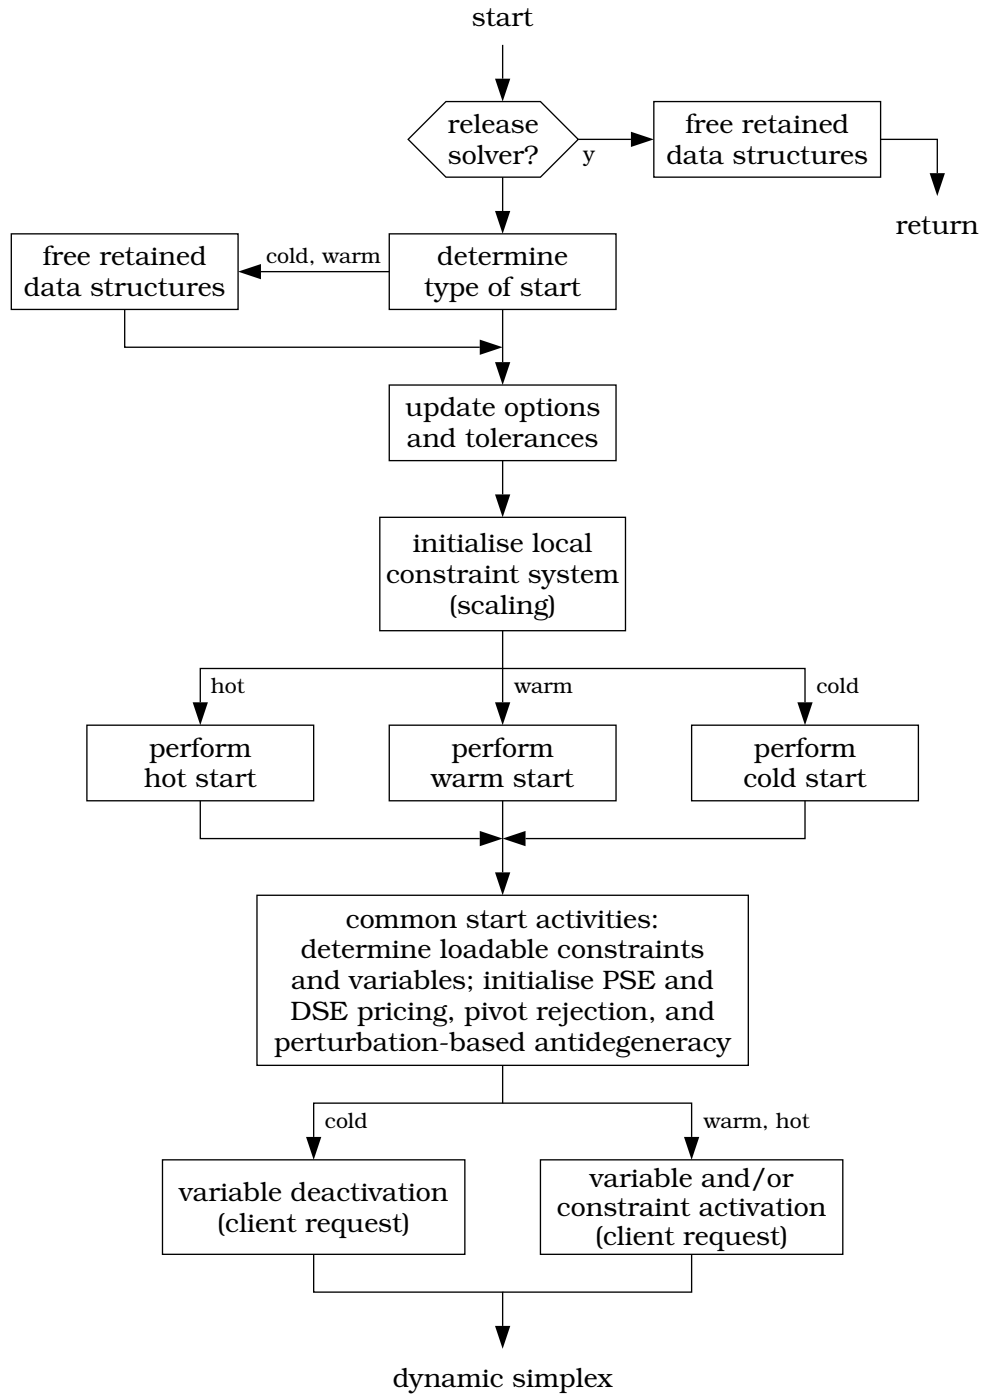 start
release
solver?
y
free retained
data structures
return
free retained
data structures
cold, warm
determine
type of start
update options
and tolerances
initialise local
constraint system
(scaling)
hot
warm
cold
perform
hot start
perform
warm start
perform
cold start
common start activities:
determine loadable constraints
and variables; initialise PSE and
DSE pricing, pivot rejection, and
perturbation-based antidegeneracy
cold
warm, hot
variable deactivation
(client request)
variable and/or
constraint activation
(client request)
dynamic simplex